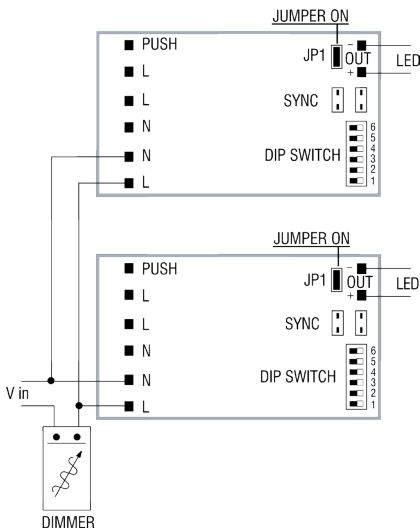 JUMPER ON
PUSH
JP1
-
OUT
+
LED
L
L
SYNC
N
N
DIP SWITCH
6
5
4
3
2
1
L
JUMPER ON
PUSH
JP1
-
OUT
+
LED
L
L
SYNC
N
N
DIP SWITCH
6
5
4
3
2
1
L
V in
DIMMER